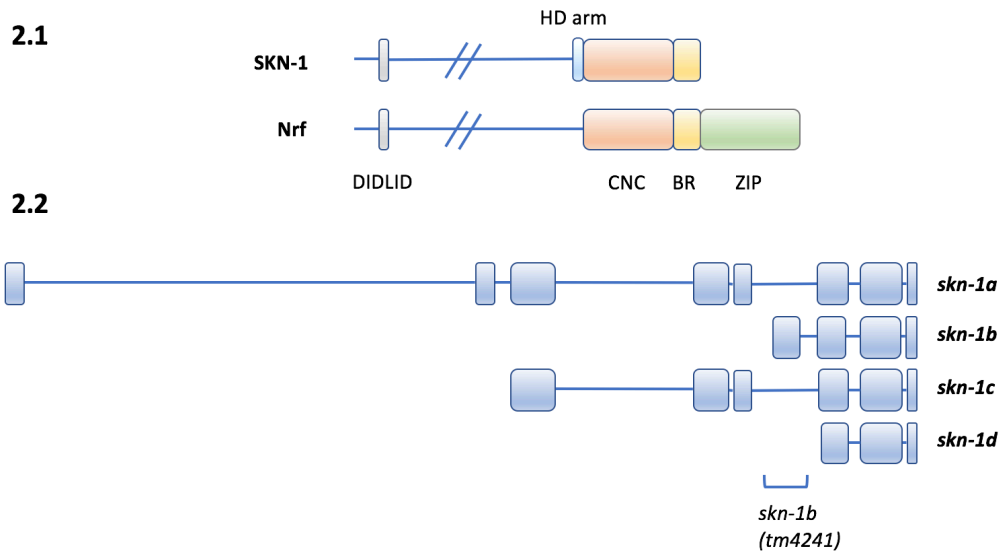 2.1
HD arm
SKN-1
Nrf
DIDLID CNC BR ZIP
2.2
skn-1a
skn-1b
skn-1c
skn-1d
skn-1b
(tm4241)